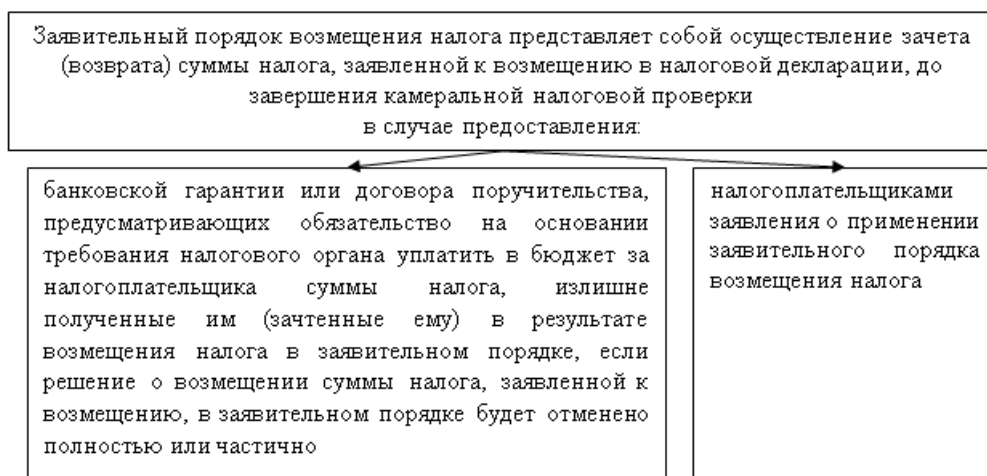 Заявительный порядок возмещения налога представляет собой осуществление зачета
(возврата) суммы налога, заявленной к возмещению в налоговой декларации, до
завершения камеральной налоговой проверки
в случае предоставления:
банковской гарантии или договора поручительства,
предусматривающих обязательство на основании
требования налогового органа уплатить в бюджет за
налогоплательщика суммы налога, излишне
полученные им (зачтенные ему) в результате
возмещения налога в заявительном порядке, если
решение о возмещении суммы налога, заявленной к
возмещению, в заявительном порядке будет отменено
полностью или частично
налогоплательщиками
заявления о применении
заявительного порядка
возмещения налога